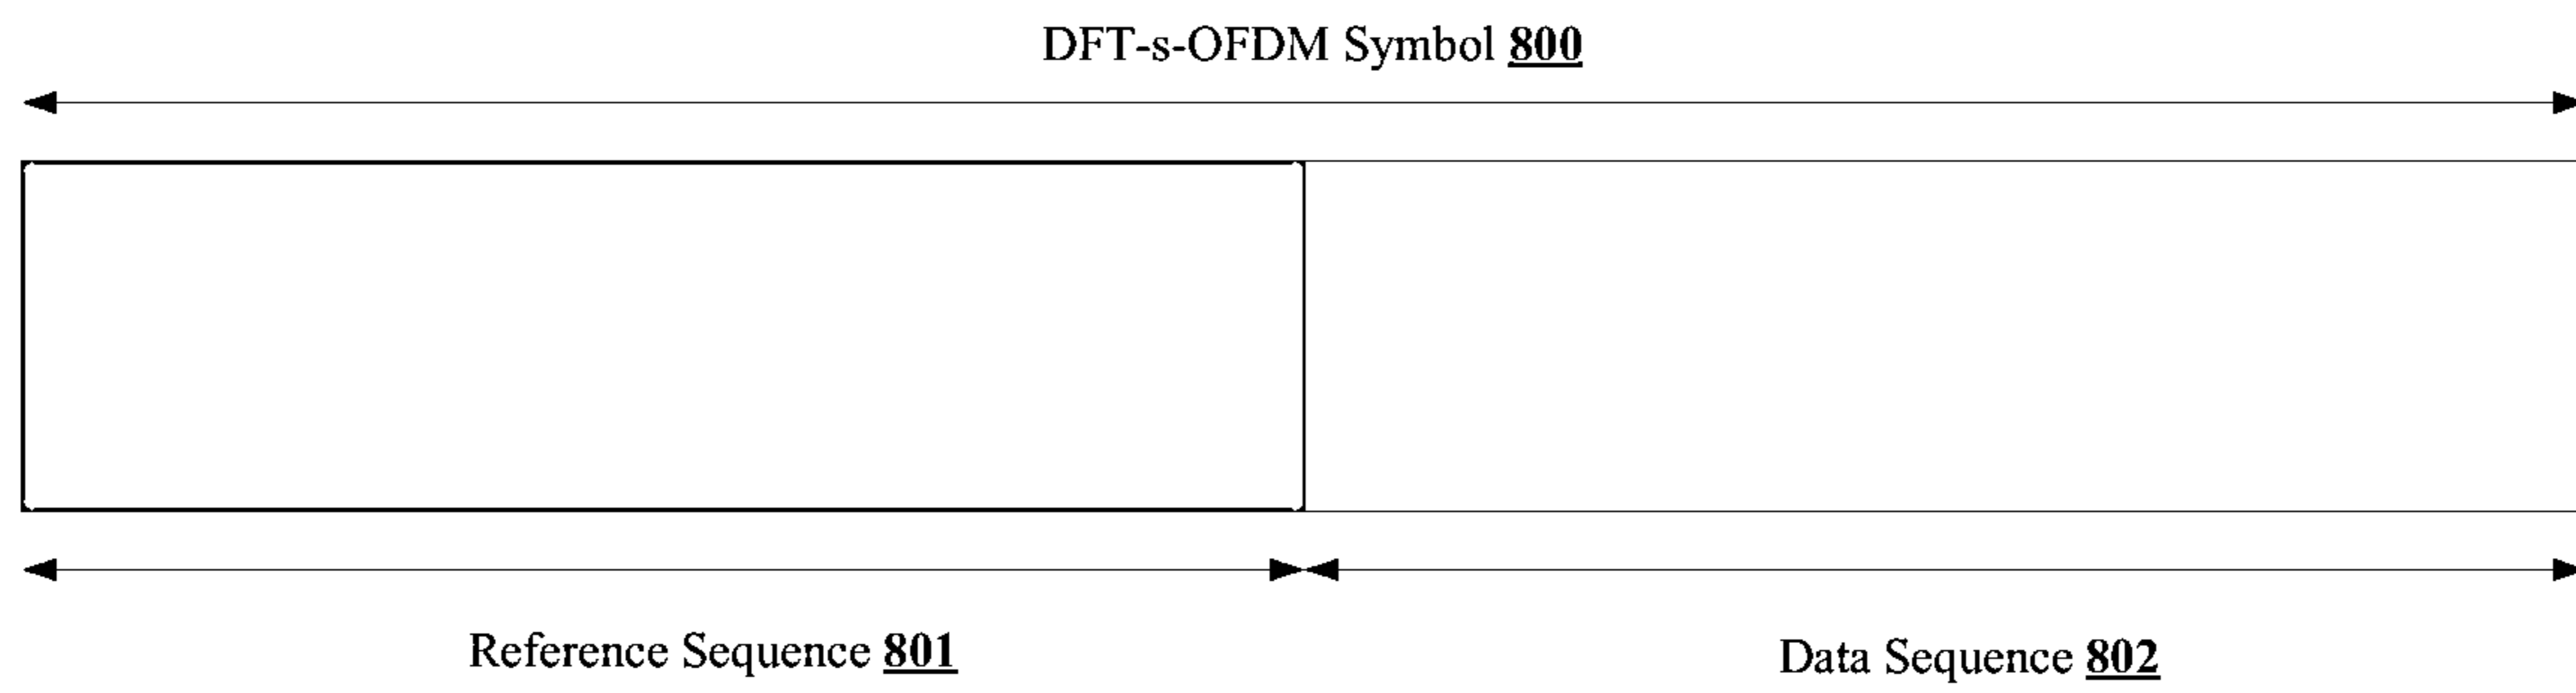 DFT-s-OFDM Symbol 800
Reference Sequence 801
Data Sequence 802